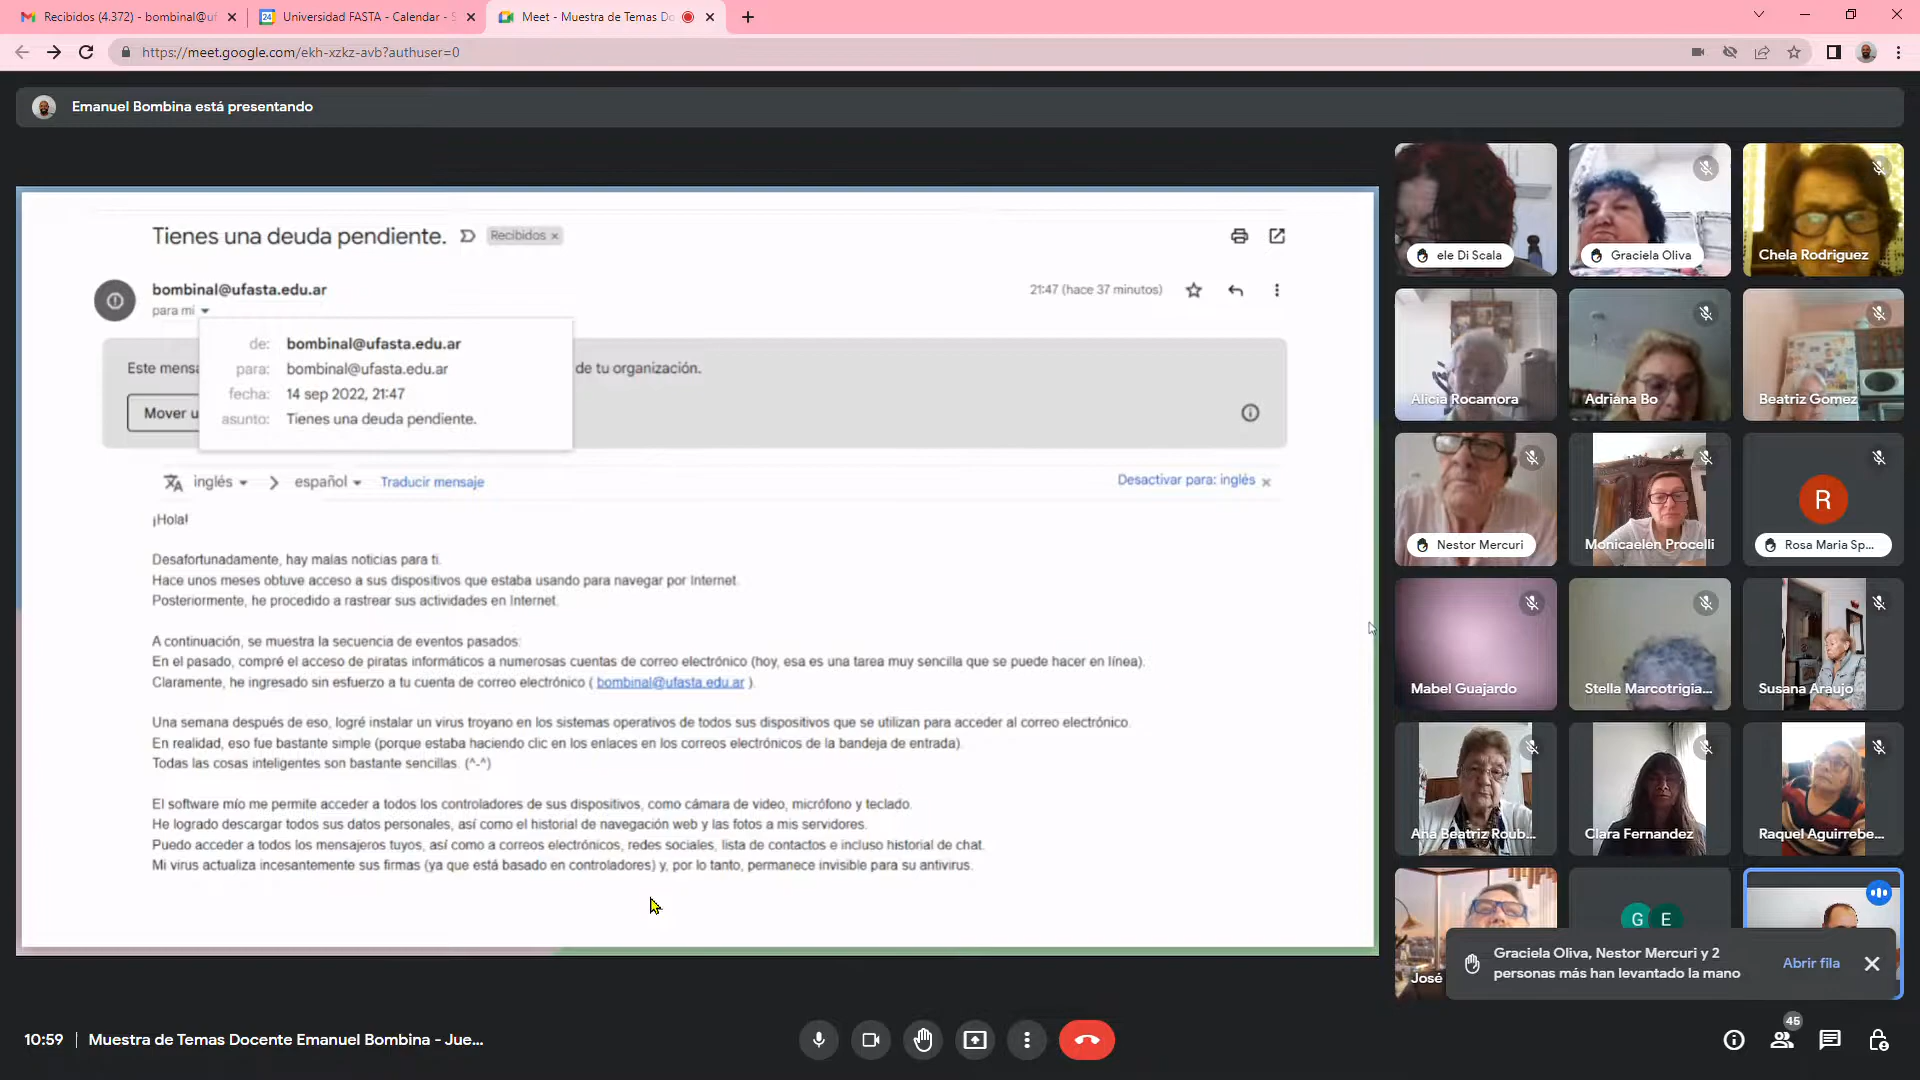 Recibidos (4.372) - bombinal@uf
Universidad FASTA - Calendar - S
Meet - Muestra de Temas Do
https://meet.google.com/ekh-xzkz-avb?authuser=0
Emanuel Bombina está presentando
Tienes una deuda pendiente.
Recibidos ×
bombinal@ufasta.edu.ar
21:47 (hace 37 minutos)
para mí
de: bombinal@ufasta.edu.ar
para: bombinal@ufasta.edu.ar
fecha: 14 sep 2022, 21:47
asunto: Tienes una deuda pendiente.
Este mensa
de tu organización.
Mover u
inglés
español
Traducir mensaje
Desactivar para: inglés ×
¡Hola!
Desafortunadamente, hay malas noticias para ti.
Hace unos meses obtuve acceso a sus dispositivos que estaba usando para navegar por Internet.
Posteriormente, he procedido a rastrear sus actividades en Internet.
A continuación, se muestra la secuencia de eventos pasados:
En el pasado, compré el acceso de piratas informáticos a numerosas cuentas de correo electrónico (hoy, esa es una tarea muy sencilla que se puede hacer en línea).
Claramente, he ingresado sin esfuerzo a tu cuenta de correo electrónico ( bombinal@ufasta.edu.ar ).
Una semana después de eso, logré instalar un virus troyano en los sistemas operativos de todos sus dispositivos que se utilizan para acceder al correo electrónico.
En realidad, eso fue bastante simple (porque estaba haciendo clic en los enlaces en los correos electrónicos de la bandeja de entrada).
Todas las cosas inteligentes son bastante sencillas. (^-^)
El software mío me permite acceder a todos los controladores de sus dispositivos, como cámara de video, micrófono y teclado.
He logrado descargar todos sus datos personales, así como el historial de navegación web y las fotos a mis servidores.
Puedo acceder a todos los mensajeros tuyos, así como a correos electrónicos, redes sociales, lista de contactos e incluso historial de chat.
Mi virus actualiza incesantemente sus firmas (ya que está basado en controladores) y, por lo tanto, permanece invisible para su antivirus.
ele Di Scala
Graciela Oliva
Chela Rodriguez
Alicia Rocamora
Adriana Bo
Beatriz Gomez
Nestor Mercuri
Monicaelen Procelli
R
Rosa Maria Sp...
Mabel Guajardo
Stella Marcotrigia...
Susana Araujo
Ana Beatriz Roub...
Clara Fernandez
Raquel Aguirrebe...
José
G E
Graciela Oliva, Nestor Mercuri y 2
personas más han levantado la mano
Abrir fila
10:59
Muestra de Temas Docente Emanuel Bombina - Jue...
45